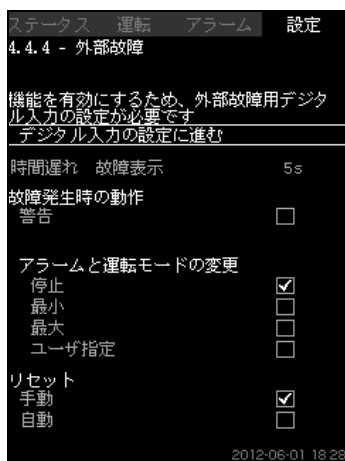 ステータス 運転 アラーム 設定
4.4.4 - 外部故障
機能を有効にするため、外部故障用デジタ
ル入力の設定が必要です
デジタル入力の設定に進む
時間遅れ 故障表示 5s
故障発生時の動作
警告
アラームと運転モードの変更
停止
最小
最大
ユーザ指定
リセット
手動
自動
2012-06-01 18:28